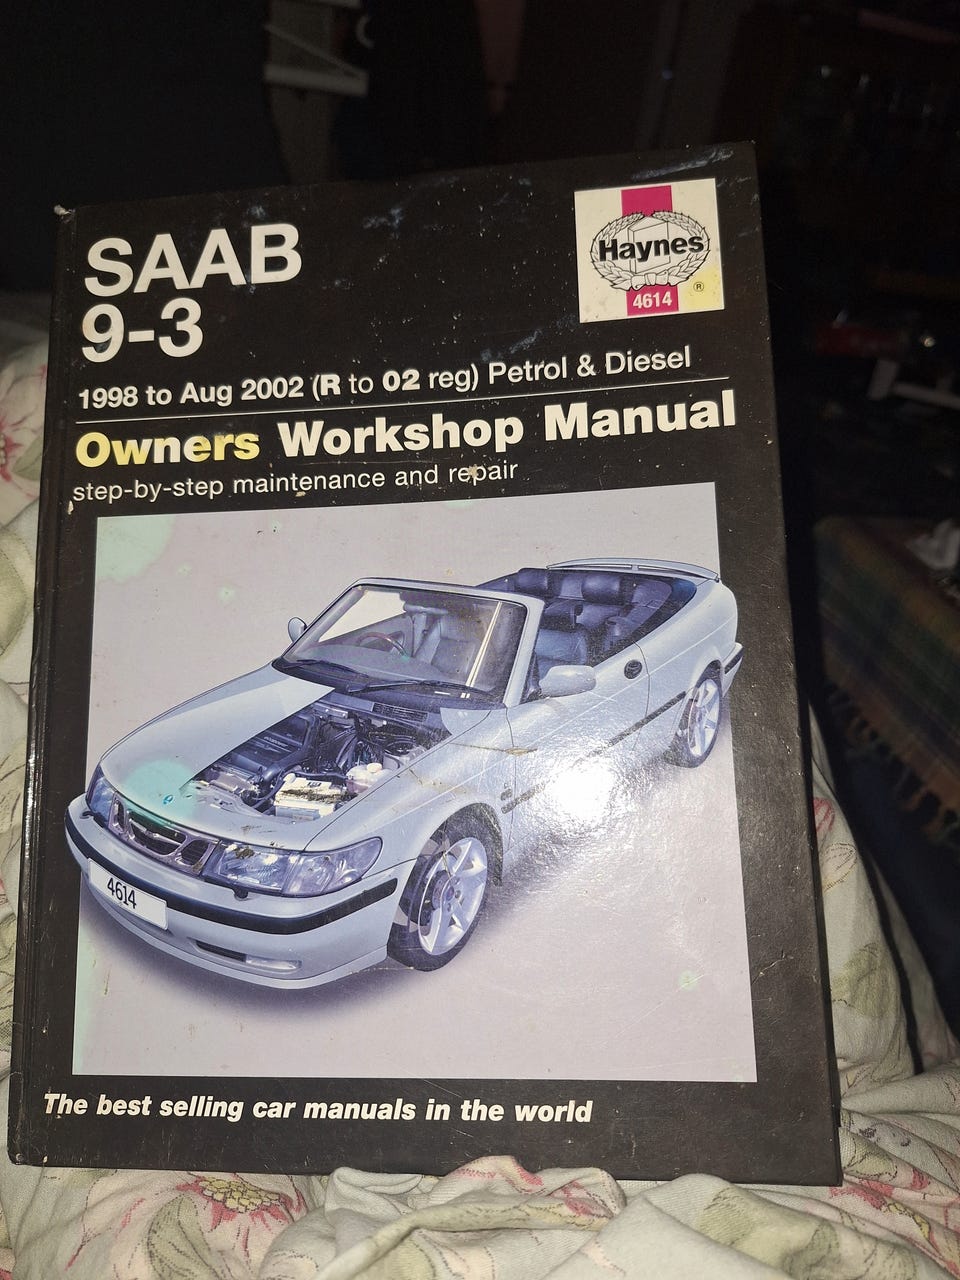 SAAB
9-3
Haynes
®
4614
1998 to Aug 2002 (R to 02 reg) Petrol & Diesel
Owners Workshop Manual
step-by-step maintenance and repair
4614
The best selling car manuals in the world